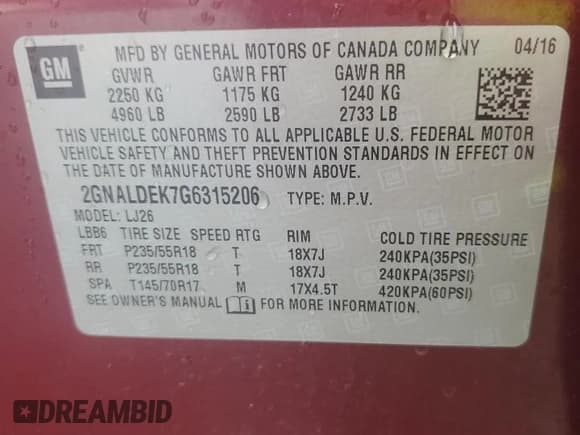 GM
MFD BY GENERAL MOTORS OF CANADA COMPANY 04/16
GVWR GAWR FRT GAWR RR
2250 KG 1175 KG 1240 KG
4960 LB 2590 LB 2733 LB
THIS VEHICLE CONFORMS TO ALL APPLICABLE U.S. FEDERAL MOTOR
VEHICLE SAFETY AND THEFT PREVENTION STANDARDS IN EFFECT ON
THE DATE OF MANUFACTURE SHOWN ABOVE.
2GNALDEK7G6315206 TYPE: M.P.V.
MODEL: LJ26
LBB6 TIRE SIZE SPEED RTG RIM COLD TIRE PRESSURE
FRT P235/55R18 T 18X7J 240KPA(35PSI)
RR P235/55R18 T 18X7J 240KPA(35PSI)
SPA T145/70R17 M 17X4.5T 420KPA(60PSI)
SEE OWNER'S MANUAL FOR MORE INFORMATION
DREAMBID